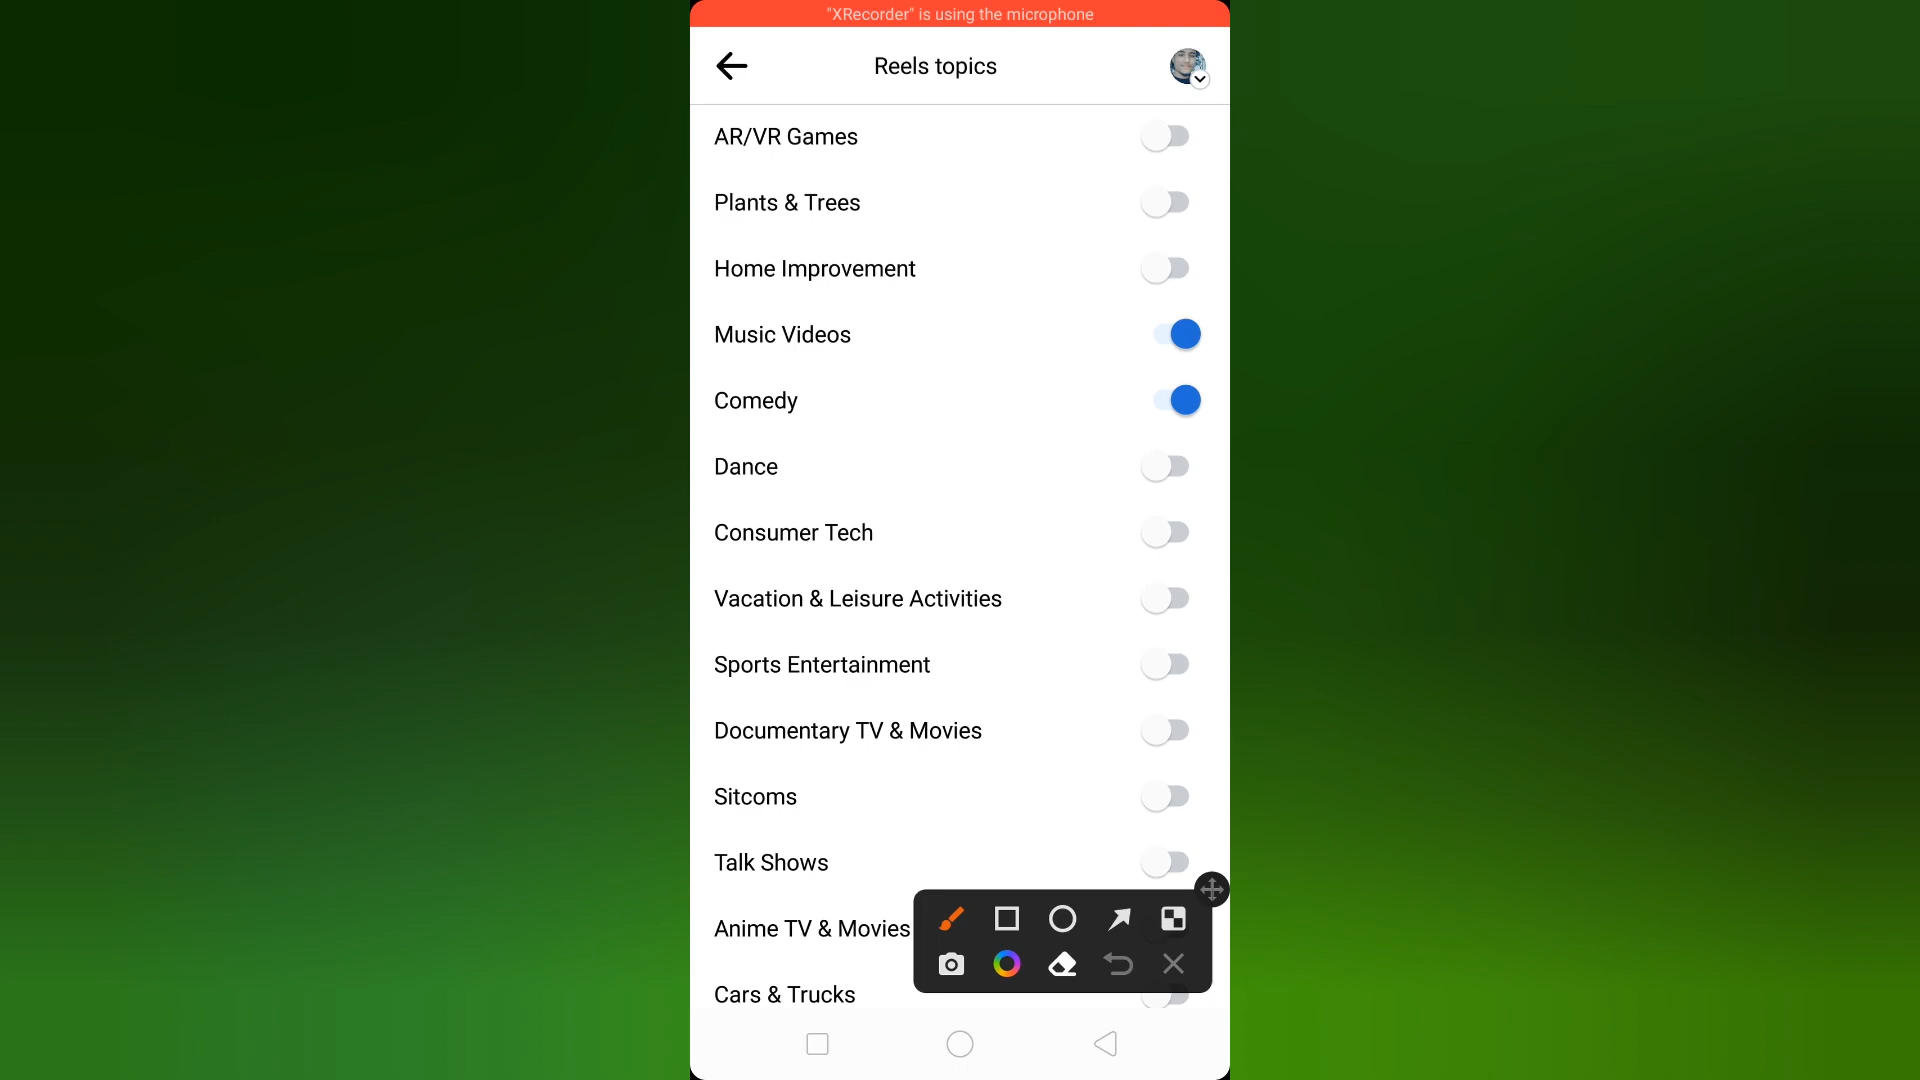 "XRecorder" is using the microphone
Reels topics
AR/VR Games
Plants & Trees
Home Improvement
Music Videos
Comedy
Dance
Consumer Tech
Vacation & Leisure Activities
Sports Entertainment
Documentary TV & Movies
Sitcoms
Talk Shows
Anime TV & Movies
Cars & Trucks